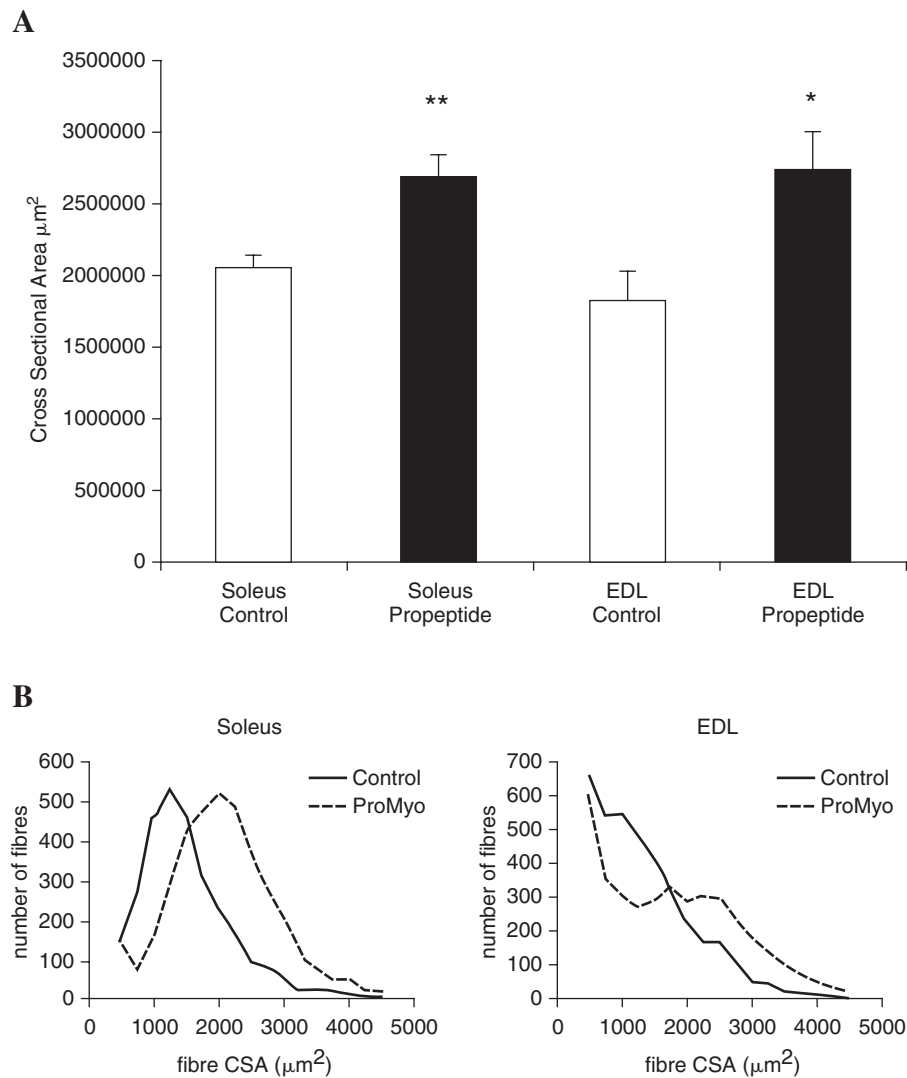 A
3500000
3000000
2500000
2000000
1500000
1000000
500000
0
Cross Sectional Area μm²
**
*
Soleus
Control
Soleus
Propeptide
EDL
Control
EDL
Propeptide
B
Soleus
600
500
400
300
200
100
0
number of fibres
Control
ProMyo
0 1000 2000 3000 4000 5000
fibre CSA (μm²)
EDL
700
600
500
400
300
200
100
0
number of fibres
Control
ProMyo
0 1000 2000 3000 4000 5000
fibre CSA (μm²)